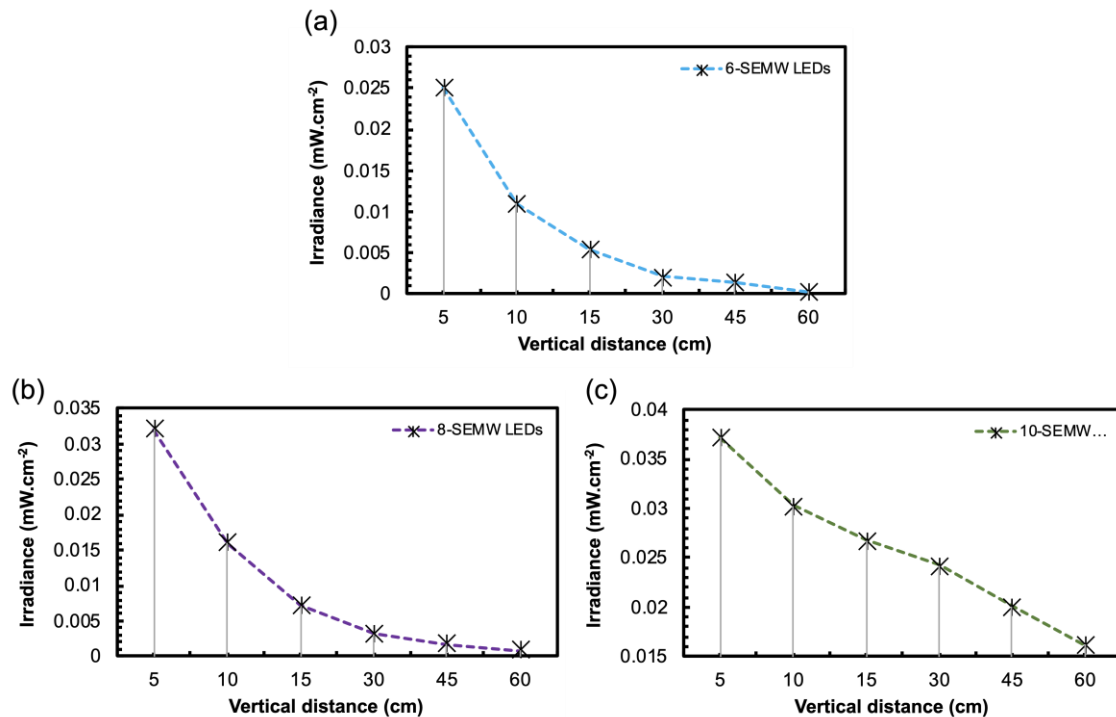 (a)
0.03
0.025
0.02
0.015
0.01
0.005
0
Irradiance (mW.cm-2)
6-SEMW LEDs
5 10 15 30 45 60
Vertical distance (cm)
(b)
0.035
0.03
0.025
0.02
0.015
0.01
0.005
0
Irradiance (mW.cm-2)
8-SEMW LEDs
5 10 15 30 45 60
Vertical distance (cm)
(c)
0.04
0.035
0.03
0.025
0.02
0.015
Irradiance (mW.cm-2)
10-SEMW...
5 10 15 30 45 60
Vertical distance (cm)